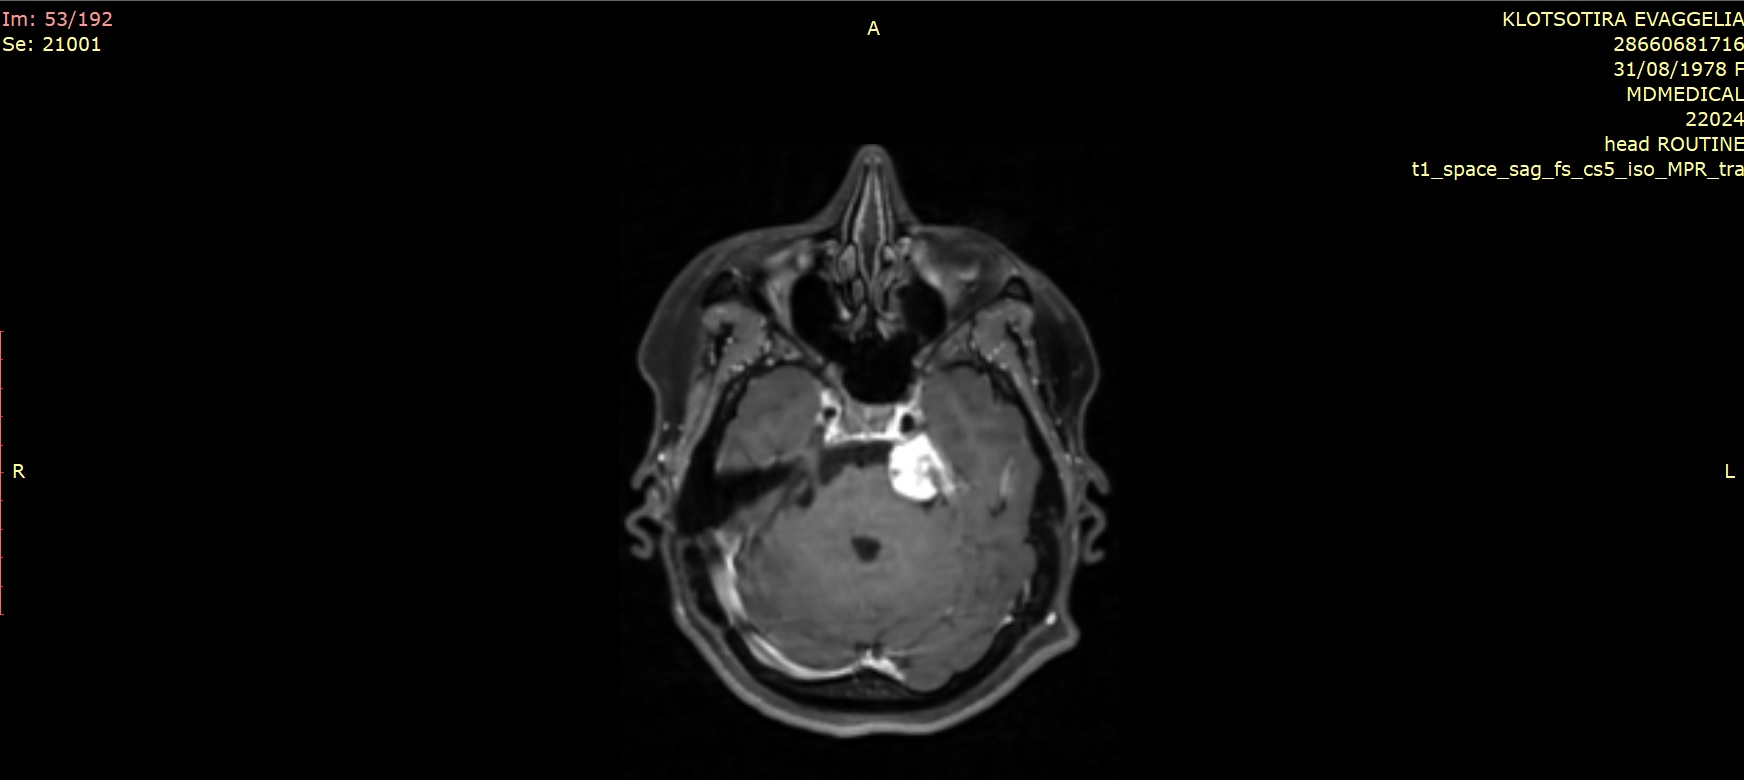 Im: 53/192
Se: 21001
A
KLOTSOTIRA EVAGGELIA
28660681716
31/08/1978 F
MDMEDICAL
22024
head ROUTINE
t1_space_sag_fs_cs5_iso_MPR_tra
R
L